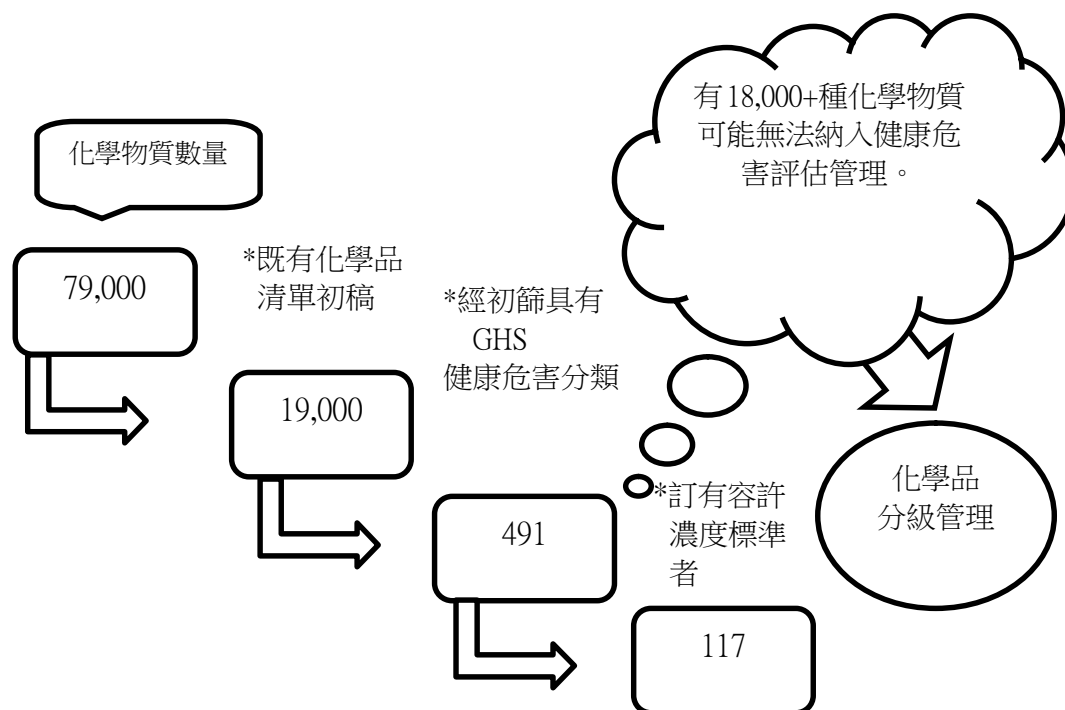 有18,000+種化學物質
可能無法納入健康危
害評估管理。
化學物質數量
79,000
*既有化學品
清單初稿
*經初篩具有
GHS
健康危害分類
19,000
化學品
分級管理
491
*訂有容許
濃度標準
者
117